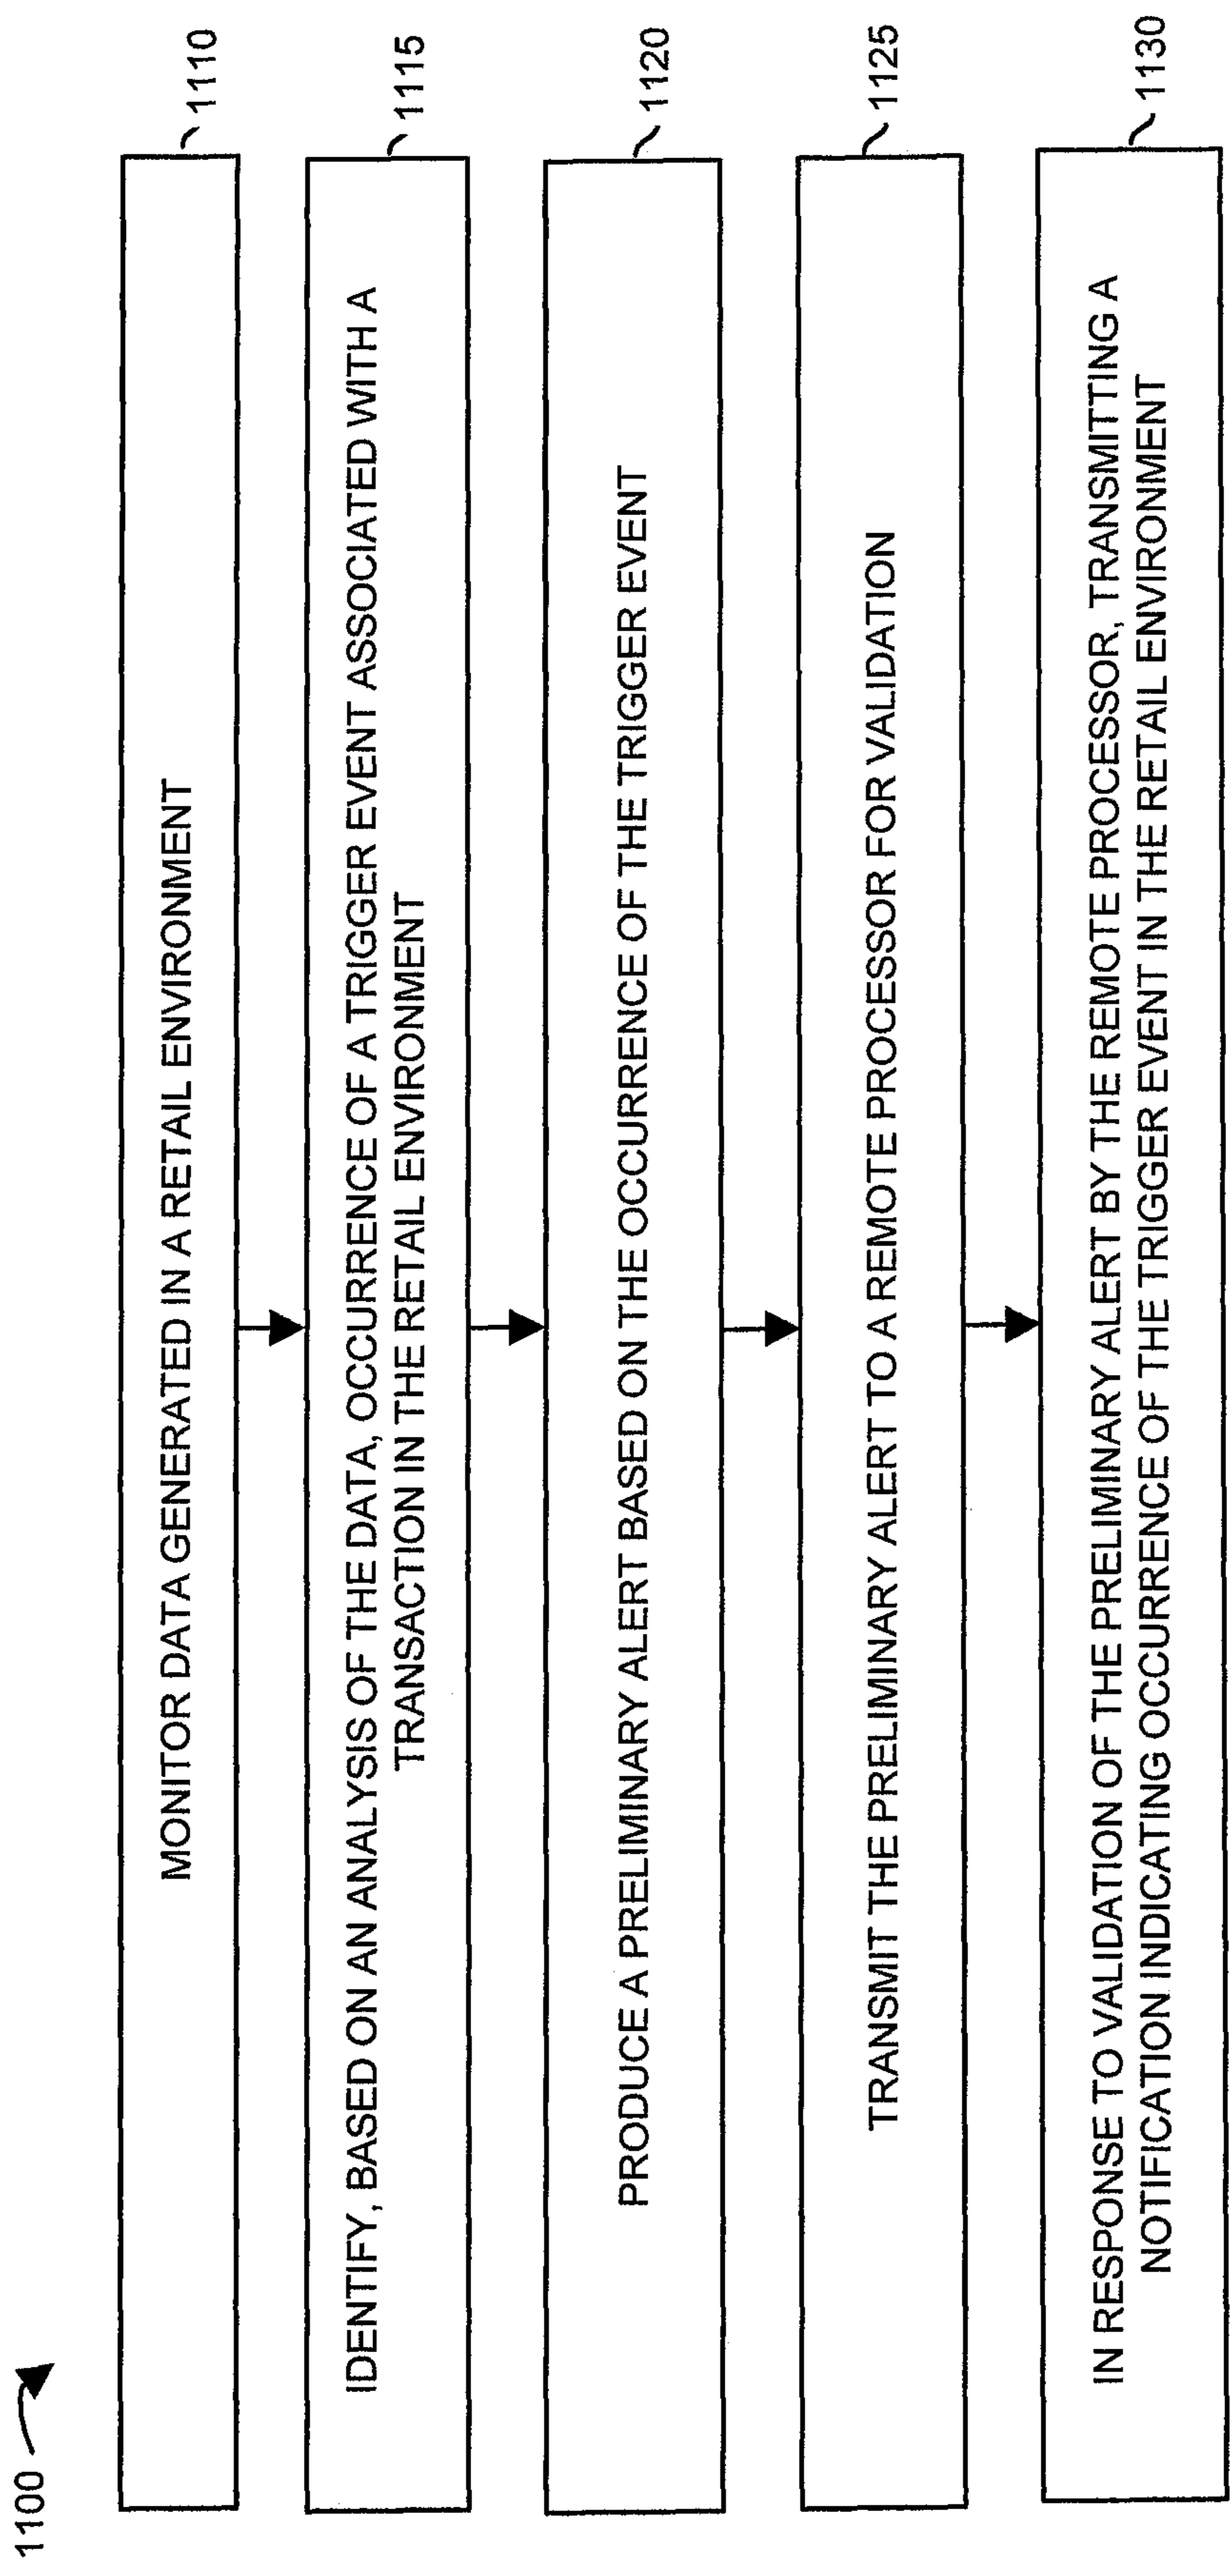 1100
MONITOR DATA GENERATED IN A RETAIL ENVIRONMENT
1110
IDENTIFY, BASED ON AN ANALYSIS OF THE DATA, OCCURRENCE OF A TRIGGER EVENT ASSOCIATED WITH A
TRANSACTION IN THE RETAIL ENVIRONMENT
1115
PRODUCE A PRELIMINARY ALERT BASED ON THE OCCURRENCE OF THE TRIGGER EVENT
1120
TRANSMIT THE PRELIMINARY ALERT TO A REMOTE PROCESSOR FOR VALIDATION
1125
IN RESPONSE TO VALIDATION OF THE PRELIMINARY ALERT BY THE REMOTE PROCESSOR, TRANSMITTING A
NOTIFICATION INDICATING OCCURRENCE OF THE TRIGGER EVENT IN THE RETAIL ENVIRONMENT
1130